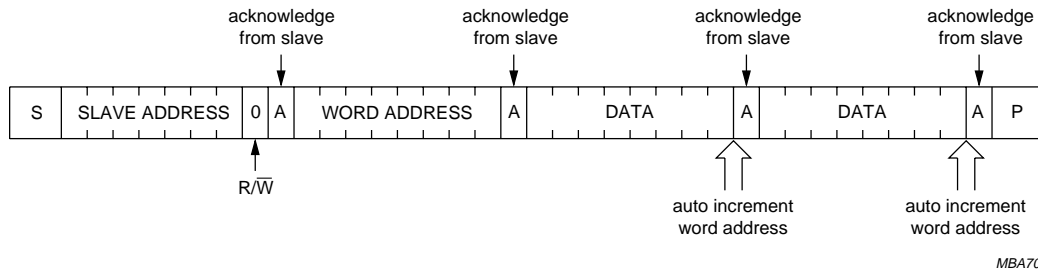 acknowledge
from slave
acknowledge
from slave
acknowledge
from slave
acknowledge
from slave
S SLAVE ADDRESS 0 A WORD ADDRESS A DATA A DATA A P
R/W̅
auto increment
word address
auto increment
word address
MBA70